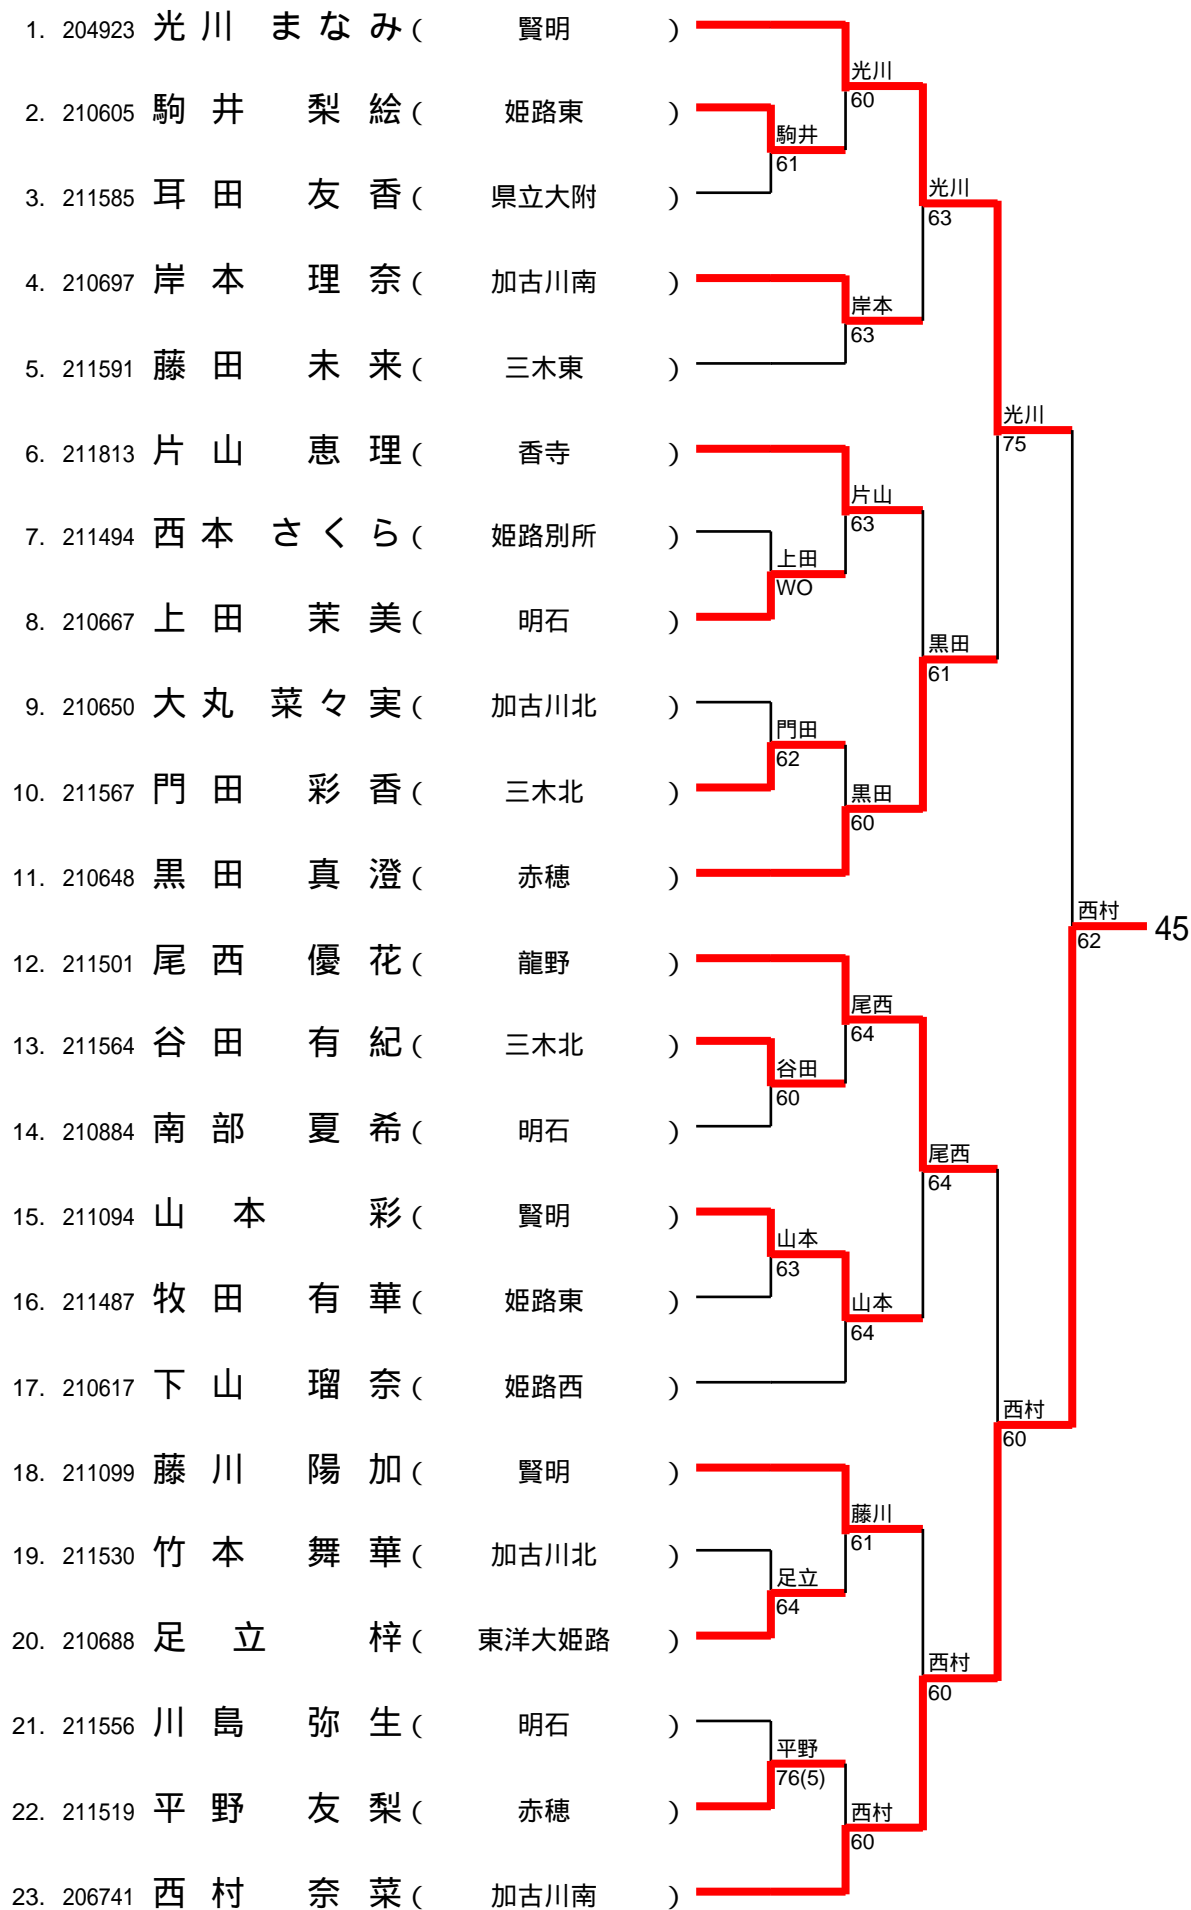 1. 204923 光川 まなみ( 賢明 )
光川
60
2. 210605 駒井 梨絵( 姫路東 )
駒井
61
3. 211585 耳田 友香( 県立大附 )
光川
63
4. 210697 岸本 理奈( 加古川南 )
岸本
63
5. 211591 藤田 未来( 三木東 )
光川
75
6. 211813 片山 恵理( 香寺 )
片山
63
7. 211494 西本 さくら( 姫路別所 )
上田
WO
8. 210667 上田 茉美( 明石 )
黒田
61
9. 210650 大丸 菜々実( 加古川北 )
門田
62
10. 211567 門田 彩香( 三木北 )
黒田
60
11. 210648 黒田 真澄( 赤穂 )
西村
62
45
12. 211501 尾西 優花( 龍野 )
尾西
64
13. 211564 谷田 有紀( 三木北 )
谷田
60
14. 210884 南部 夏希( 明石 )
尾西
64
15. 211094 山本 彩( 賢明 )
山本
63
16. 211487 牧田 有華( 姫路東 )
山本
64
17. 210617 下山 瑠奈( 姫路西 )
西村
60
18. 211099 藤川 陽加( 賢明 )
藤川
61
19. 211530 竹本 舞華( 加古川北 )
足立
64
20. 210688 足立 梓( 東洋大姫路 )
西村
60
21. 211556 川島 弥生( 明石 )
平野
76(5)
22. 211519 平野 友梨( 赤穂 )
西村
60
23. 206741 西村 奈菜( 加古川南 )